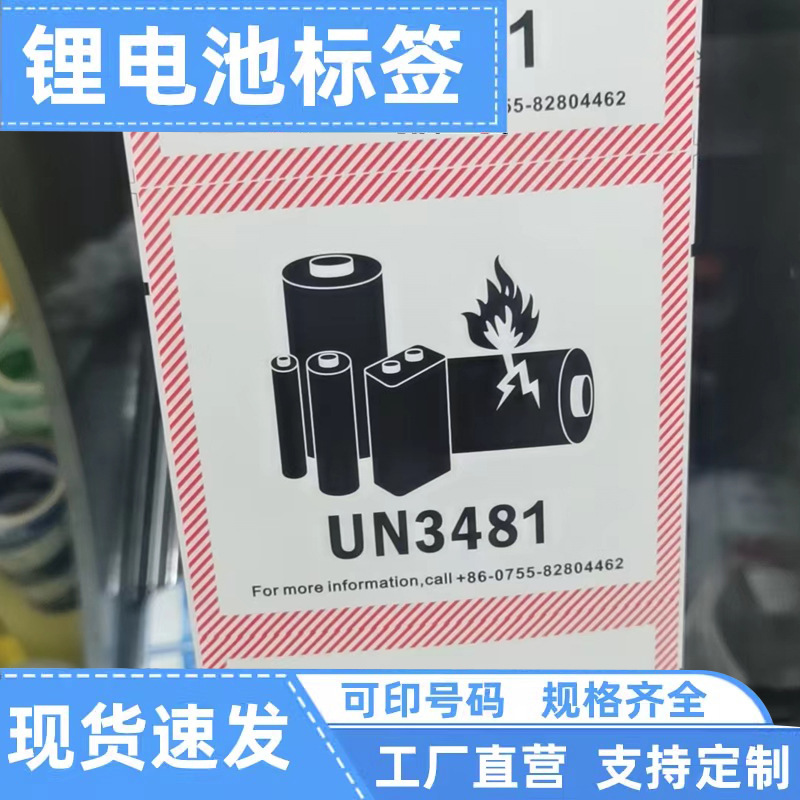 锂电池标签
1
55-82804462
UN3481
For more information,call +86-0755-82804462
现货速发
可印号码 规格齐全
工厂直营 支持定制